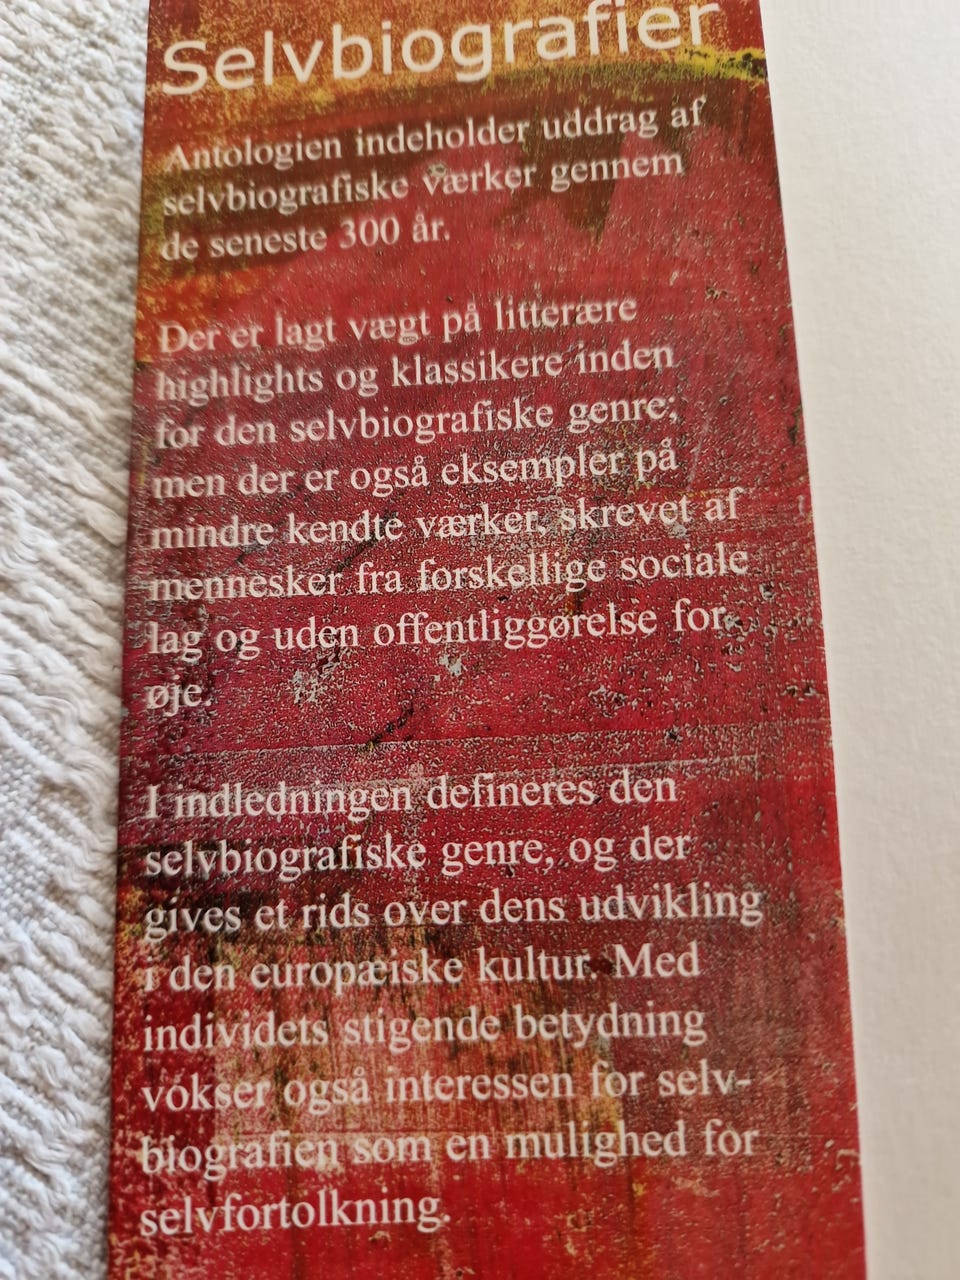 Selvbiografier
Antologien indeholder uddrag af
selvbiografiske værker gennem
de seneste 300 år.
Der er lagt vægt på litterære
highlights og klassikere inden
for den selvbiografiske genre;
men der er også eksempler på
mindre kendte værker, skrevet af
mennesker fra forskellige sociale
lag og uden offentliggørelse for
øje.
I indledningen defineres den
selvbiografiske genre, og der
gives et rids over dens udvikling
i den europæiske kultur. Med
individets stigende betydning
vokser også interessen for selv-
biografien som en mulighed for
selvfortolkning.